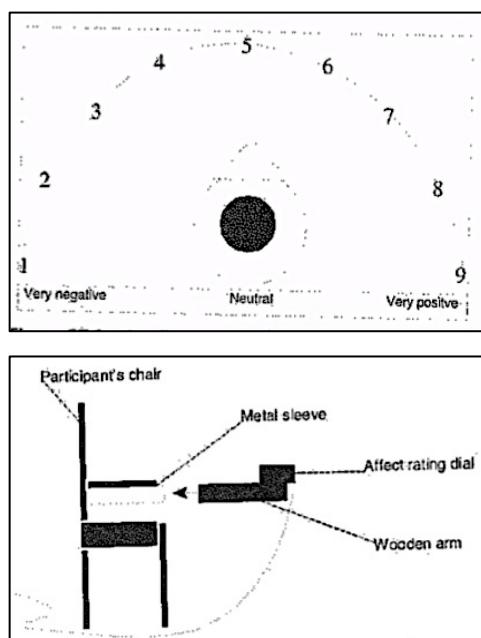 5
4
6
3
7
2
8
1
9
Very negative
Neutral
Very positve
Participant's chair
Metal sleeve
Affect rating dial
Wooden arm